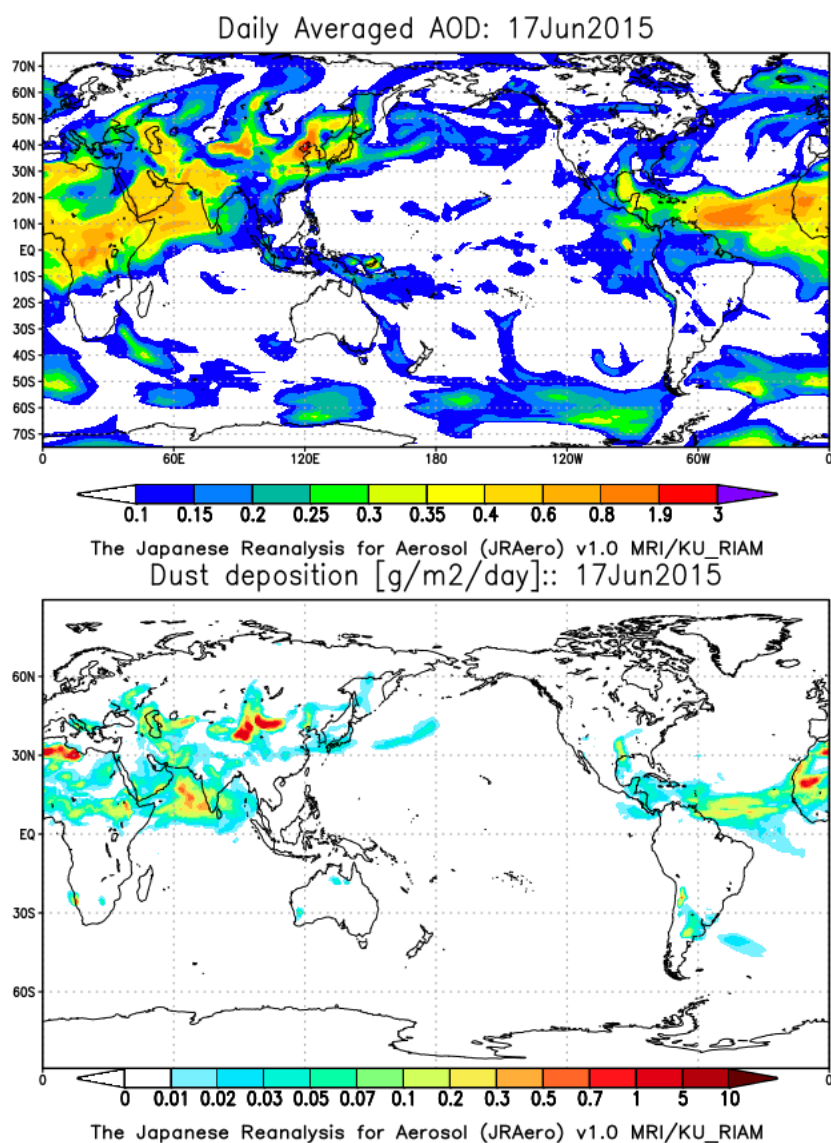 Daily Averaged AOD: 17Jun2015
70N
60N
50N
40N
30N
20N
10N
EQ
10S
20S
30S
40S
50S
60S
70S
0 60E 120E 180 120W 60W 0
0.1 0.15 0.2 0.25 0.3 0.35 0.4 0.6 0.8 1.9 3
The Japanese Reanalysis for Aerosol (JRAero) v1.0 MRI/KU_RIAM
Dust deposition [g/m2/day]:: 17Jun2015
60N
30N
EQ
30S
60S
0 0
0 0.01 0.02 0.03 0.05 0.07 0.1 0.2 0.3 0.5 0.7 1 5 10
The Japanese Reanalysis for Aerosol (JRAero) v1.0 MRI/KU_RIAM